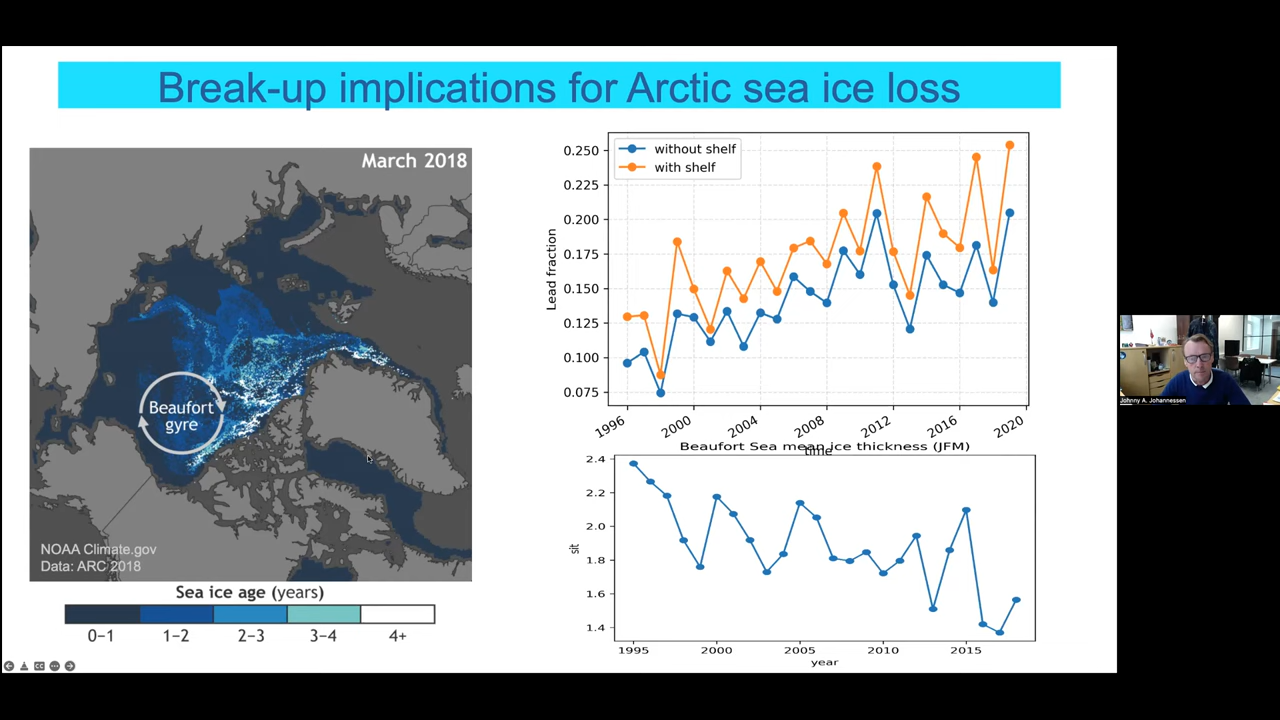 Break-up implications for Arctic sea ice loss
March 2018
Beaufort
gyre
NOAA Climate.gov
Data: ARC 2018
Sea ice age (years)
0–1 1–2 2–3 3–4 4+
without shelf
with shelf
Lead fraction
0.250
0.225
0.200
0.175
0.150
0.125
0.100
0.075
1996 2000 2004 2008 2012 2016 2020
time
Beaufort Sea mean ice thickness (JFM)
sit
2.4
2.2
2.0
1.8
1.6
1.4
1995 2000 2005 2010 2015
year
Johnny A. Johannessen